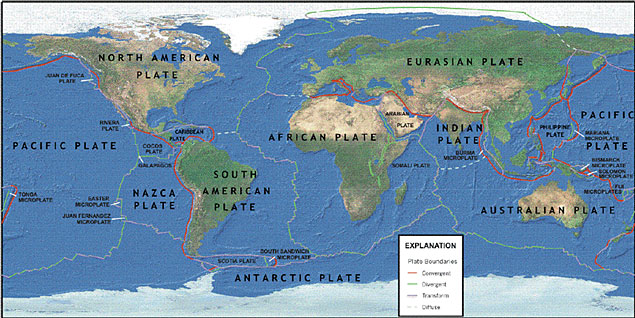 NORTH AMERICAN
PLATE
EURASIAN PLATE
JUAN DE FUCA
PLATE
ARABIAN
PLATE
RIVERA
PLATE
CARIBBEAN
PLATE
PACIFIC PLATE
COCOS
PLATE
AFRICAN PLATE
INDIAN
PLATE
PHILIPPINE
PLATE
PACIFIC
PLATE
MARIANA
MICROPLATE
BURMA
MICROPLATE
GALAPAGOS
SOMALI PLATE
BISMARCK
MICROPLATE
SOLOMON
MICROPLATE
FIJI
MICROPLATE
TONGA
MICROPLATE
NAZCA
PLATE
SOUTH
AMERICAN
PLATE
EASTER
MICROPLATE
JUAN FERNANDEZ
MICROPLATE
AUSTRALIAN PLATE
SCOTIA PLATE
SOUTH SANDWICH
MICROPLATE
ANTARCTIC PLATE
EXPLANATION
Plate Boundaries
Convergent
Divergent
Transform
Diffuse